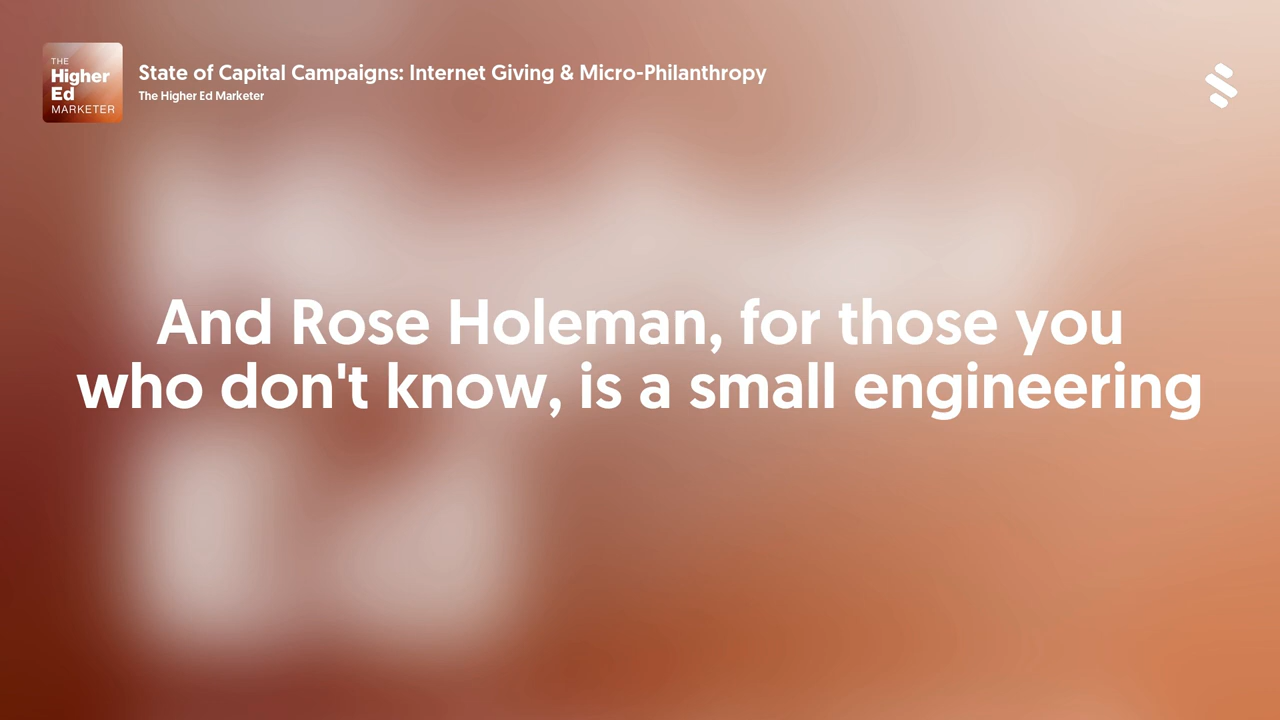 THE
Higher
Ed
MARKETER
State of Capital Campaigns: Internet Giving & Micro-Philanthropy
The Higher Ed Marketer
And Rose Holeman, for those you
who don't know, is a small engineering